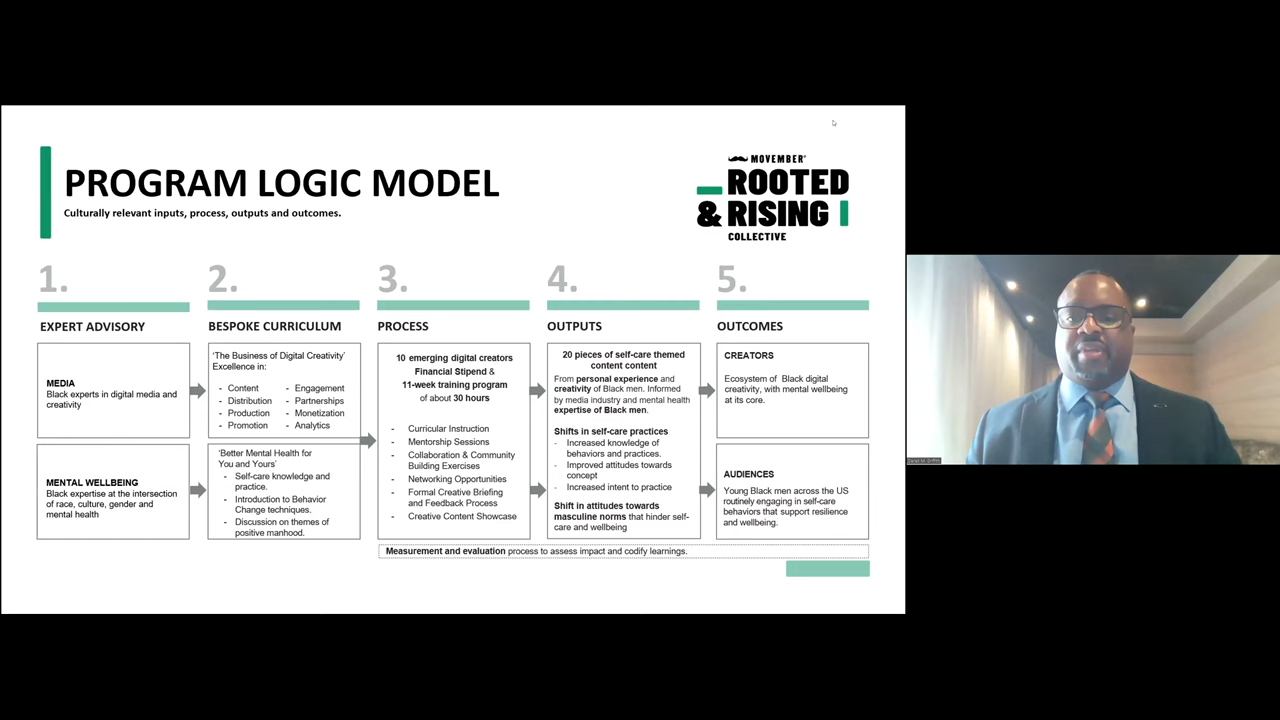 PROGRAM LOGIC MODEL
Culturally relevant inputs, process, outputs and outcomes.
MOVEMBER®
ROOTED
& RISING
COLLECTIVE
1.
EXPERT ADVISORY
MEDIA
Black experts in digital media and
creativity
MENTAL WELLBEING
Black expertise at the intersection
of race, culture, gender and
mental health
2.
BESPOKE CURRICULUM
‘The Business of Digital Creativity’
Excellence in:
- Content
- Distribution
- Production
- Promotion
- Engagement
- Partnerships
- Monetization
- Analytics
‘Better Mental Health for
You and Yours’
- Self-care knowledge and
practice.
- Introduction to Behavior
Change techniques.
- Discussion on themes of
positive manhood.
3.
PROCESS
10 emerging digital creators
Financial Stipend &
11-week training program
of about 30 hours
- Curricular Instruction
- Mentorship Sessions
- Collaboration & Community
Building Exercises
- Networking Opportunities
- Formal Creative Briefing
and Feedback Process
- Creative Content Showcase
4.
OUTPUTS
20 pieces of self-care themed
content content
From personal experience and
creativity of Black men. Informed
by media industry and mental health
expertise of Black men.
Shifts in self-care practices
- Increased knowledge of
behaviors and practices.
- Improved attitudes towards
concept
- Increased intent to practice
Shift in attitudes towards
masculine norms that hinder self-
care and wellbeing
5.
OUTCOMES
CREATORS
Ecosystem of Black digital
creativity, with mental wellbeing
at its core.
AUDIENCES
Young Black men across the US
routinely engaging in self-care
behaviors that support resilience
and wellbeing.
Measurement and evaluation process to assess impact and codify learnings.